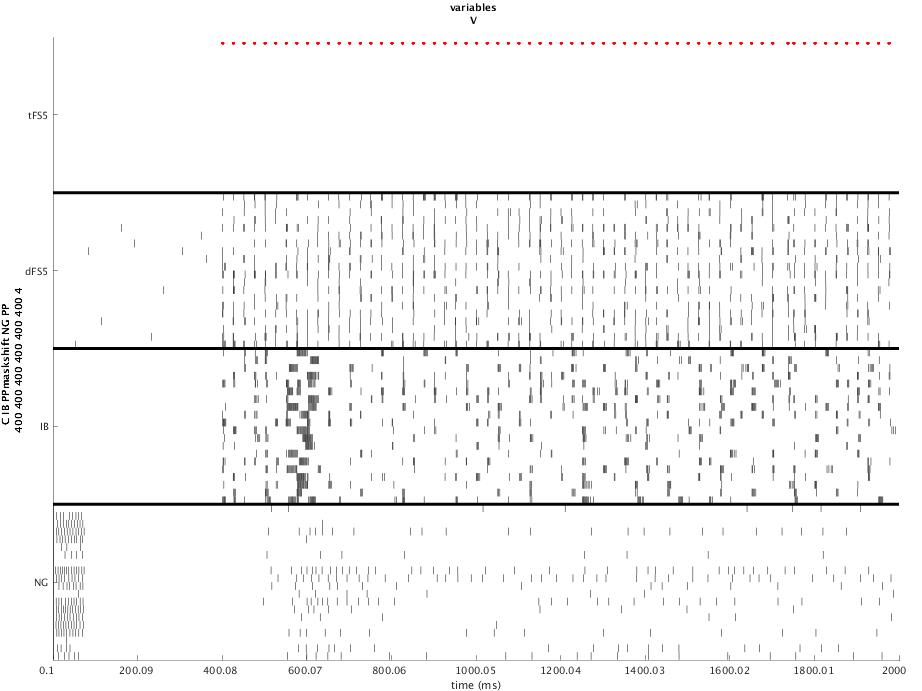 variables
V
C IB PPmaskshift NG PP
400 400 400 400 400 400 400 4
tFS5
dFS5
IB
NG
0.1 200.09 400.08 600.07 800.06 1000.05 1200.04 1400.03 1600.02 1800.01 2000
time (ms)